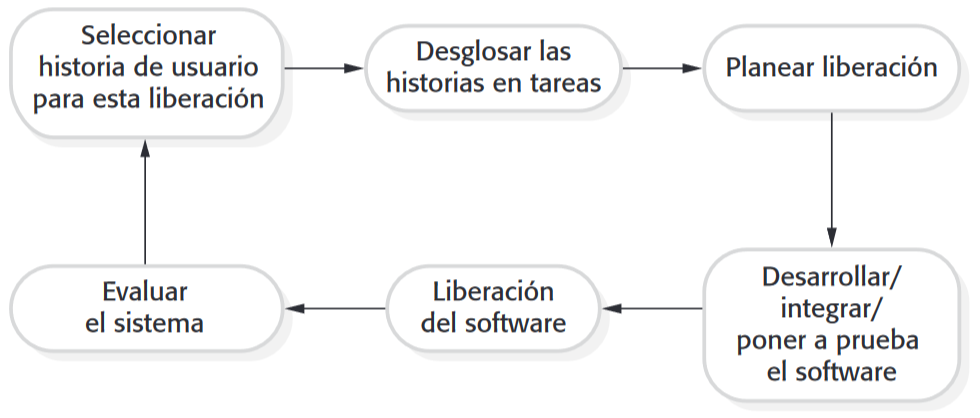 Seleccionar
historia de usuario
para esta liberación
Desglosar las
historias en tareas
Planear liberación
Desarrollar/
integrar/
poner a prueba
el software
Liberación
del software
Evaluar
el sistema